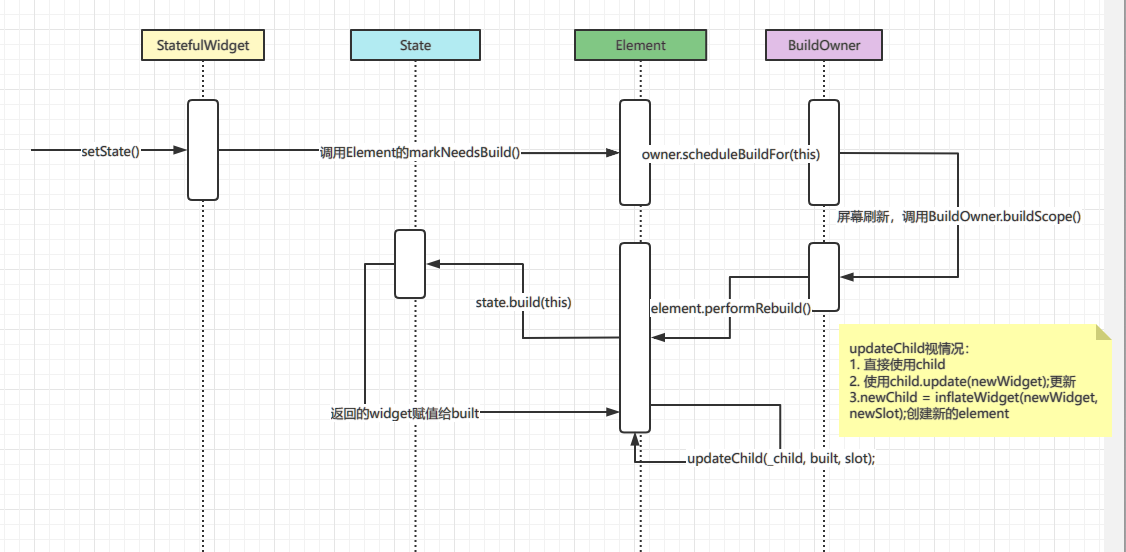 StatefulWidget
State
Element
BuildOwner
setState()
调用Element的markNeedsBuild()
owner.scheduleBuildFor(this)
屏幕刷新，调用BuildOwner.buildScope()
state.build(this)
element.performRebuild()
updateChild视情况：
1. 直接使用child
2. 使用child.update(newWidget);更新
3.newChild = inflateWidget(newWidget,
newSlot);创建新的element
返回的widget赋值给built
updateChild(_child, built, slot);